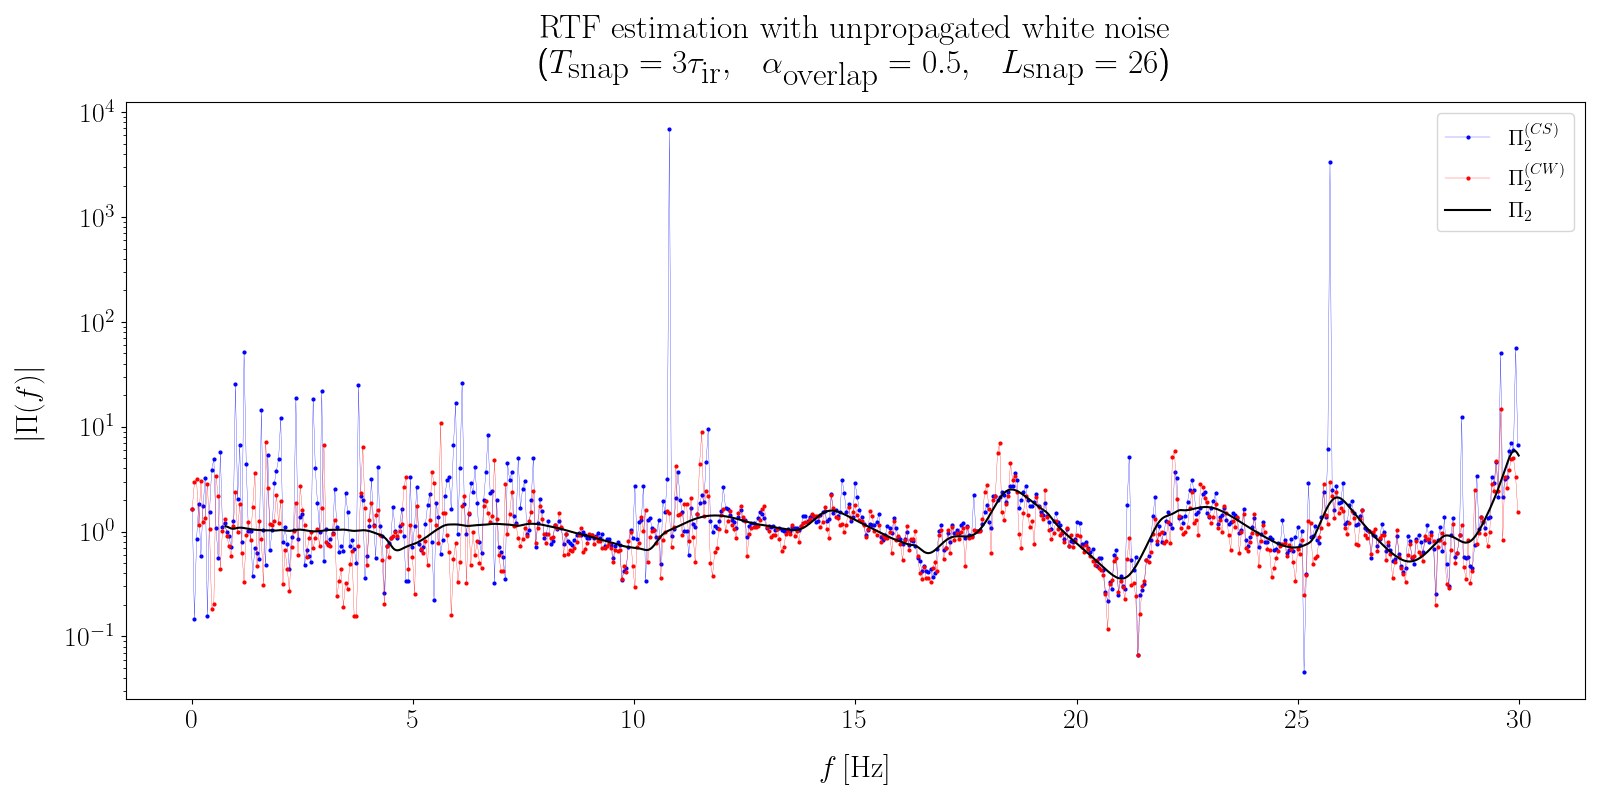 RTF estimation with unpropagated white noise
(T_snap = 3τ_ir,   α_overlap = 0.5,   L_snap = 26)
10^4
10^3
10^2
10^1
10^0
10^−1
|Π(f)|
Π_2^(CS)
Π_2^(CW)
Π_2
0 5 10 15 20 25 30
f [Hz]